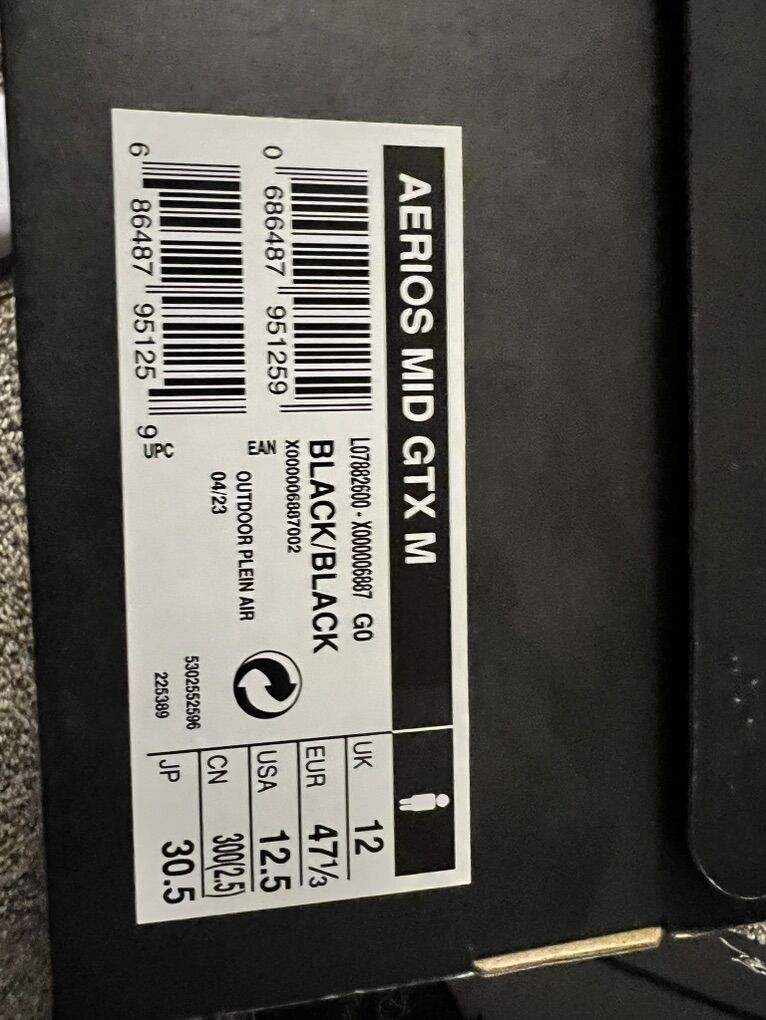 AERIOS MID GTX M
0 686487 951259
EAN
6 86487 95125 9
UPC
L07882600 - X000006887 G0
BLACK/BLACK
X000006887002
OUTDOOR PLEIN AIR
04/23
5302552596
225389
UK 12
EUR 47 1/3
USA 12.5
CN 300(2.5)
JP 30.5